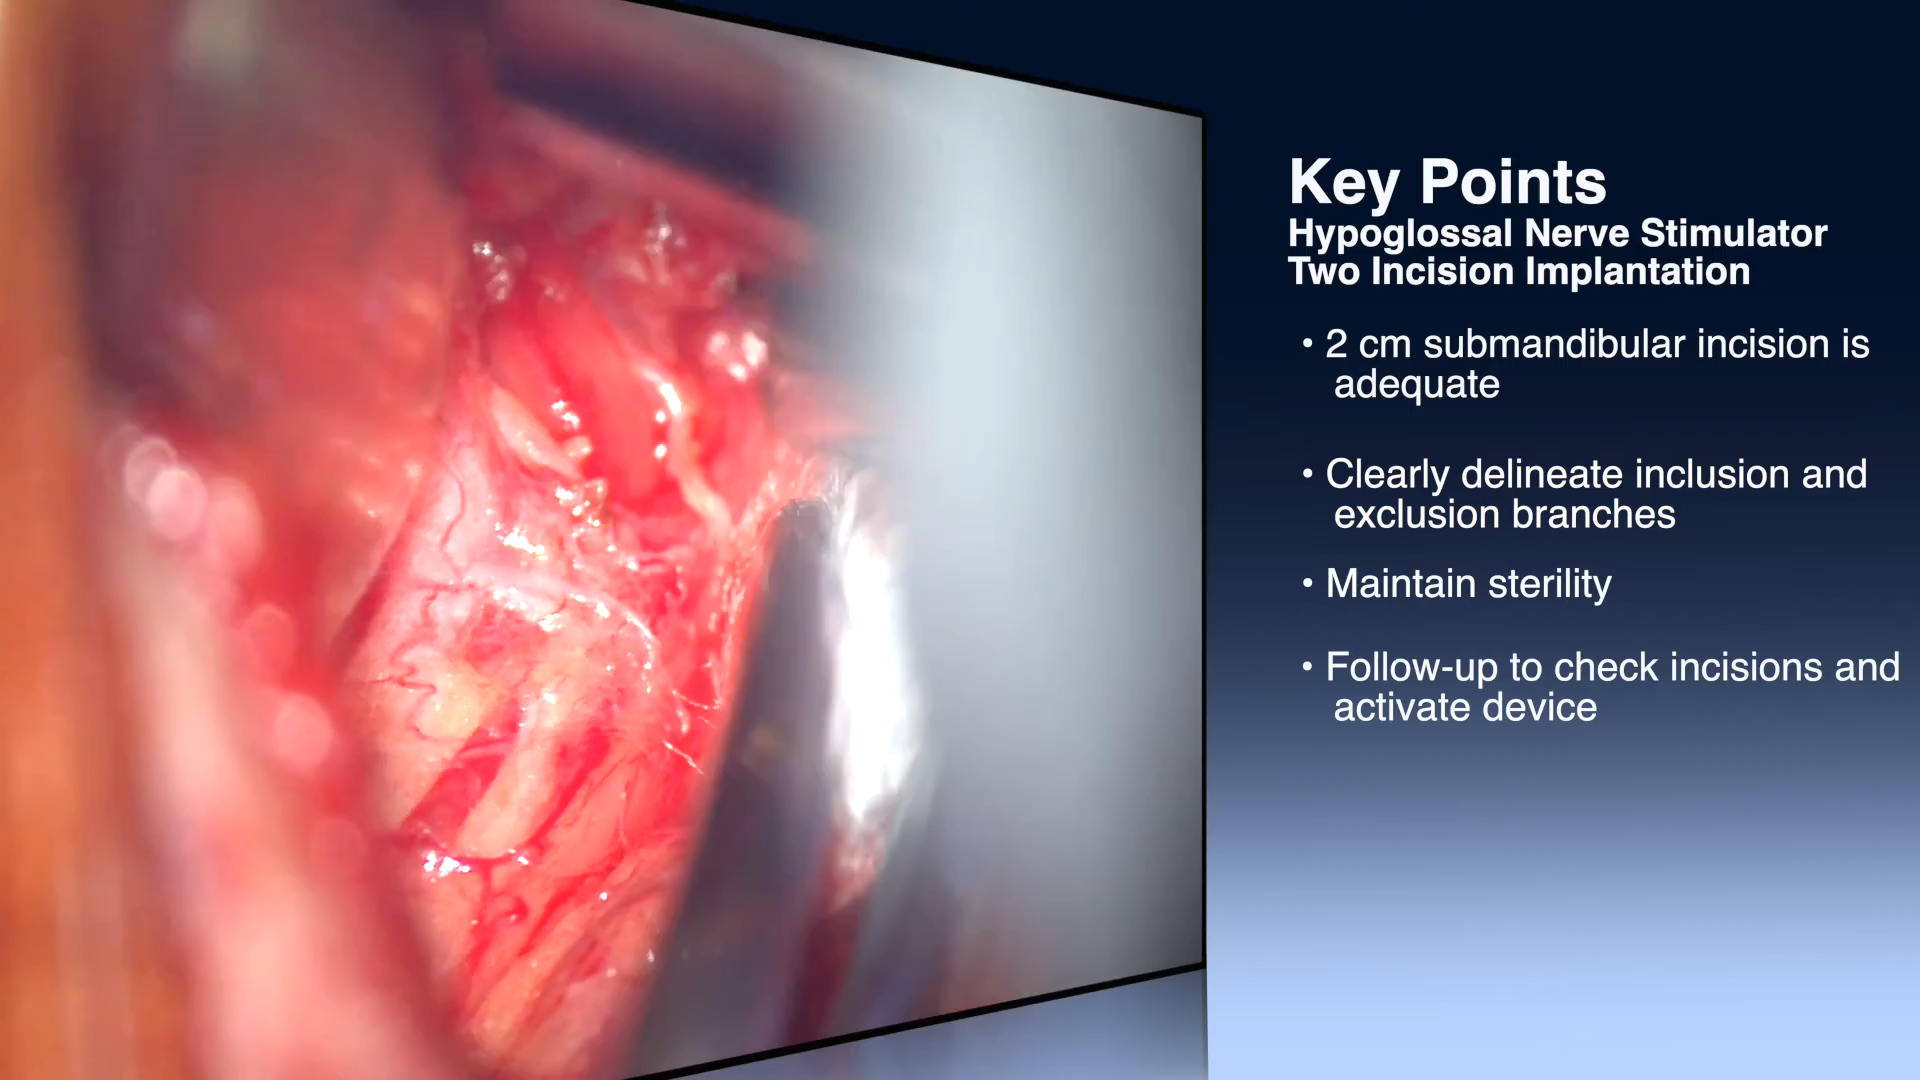 Key Points
Hypoglossal Nerve Stimulator
Two Incision Implantation
• 2 cm submandibular incision is
adequate
• Clearly delineate inclusion and
exclusion branches
• Maintain sterility
• Follow-up to check incisions and
activate device